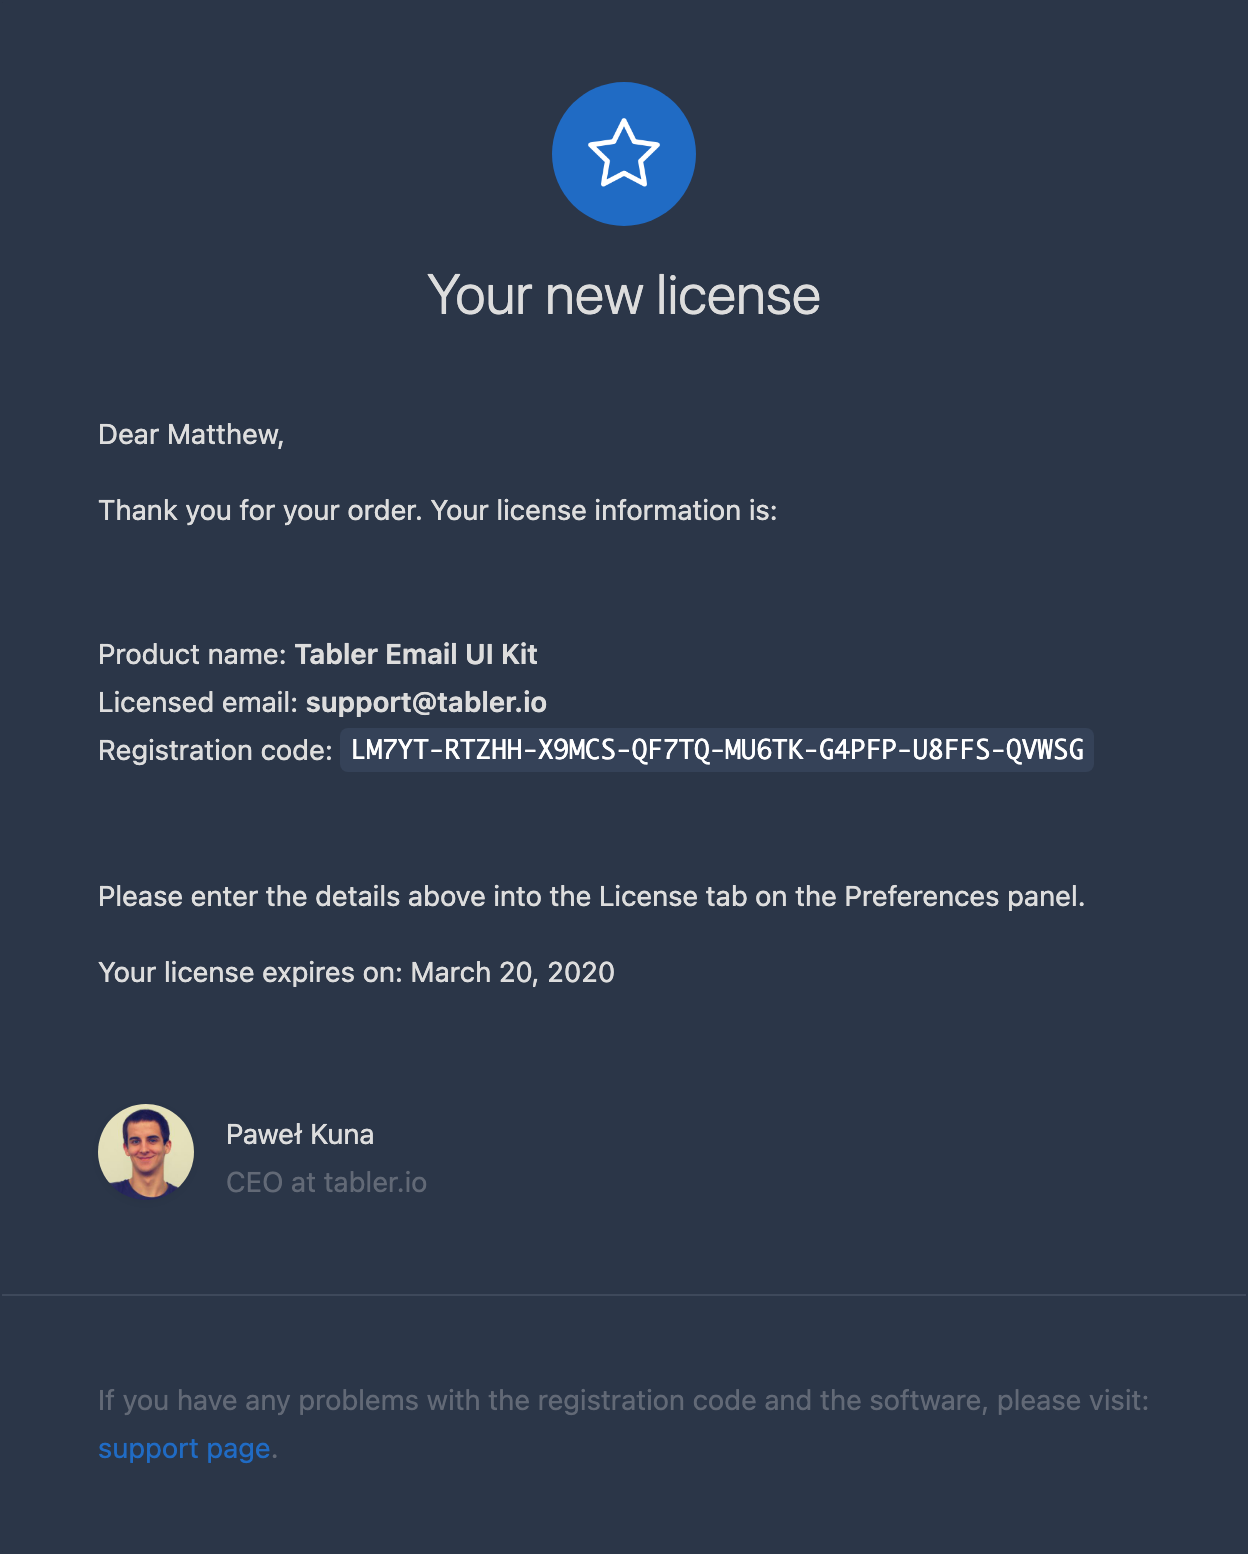 Your new license
Dear Matthew,
Thank you for your order. Your license information is:
Product name: Tabler Email UI Kit
Licensed email: support@tabler.io
Registration code: LM7YT-RTZHH-X9MCS-QF7TQ-MU6TK-G4PFP-U8FFS-QVWSG
Please enter the details above into the License tab on the Preferences panel.
Your license expires on: March 20, 2020
Paweł Kuna
CEO at tabler.io
If you have any problems with the registration code and the software, please visit:
support page.